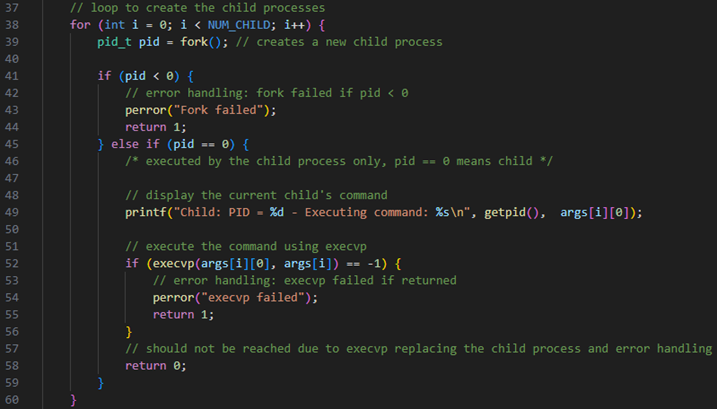 37 // loop to create the child processes
38 for (int i = 0; i < NUM_CHILD; i++) {
39 pid_t pid = fork(); // creates a new child process
40
41 if (pid < 0) {
42 // error handling: fork failed if pid < 0
43 perror("Fork failed");
44 return 1;
45 } else if (pid == 0) {
46 /* executed by the child process only, pid == 0 means child */
47
48 // display the current child's command
49 printf("Child: PID = %d - Executing command: %s\n", getpid(),  args[i][0]);
50
51 // execute the command using execvp
52 if (execvp(args[i][0], args[i]) == -1) {
53 // error handling: execvp failed if returned
54 perror("execvp failed");
55 return 1;
56 }
57 // should not be reached due to execvp replacing the child process and error handling
58 return 0;
59 }
60 }